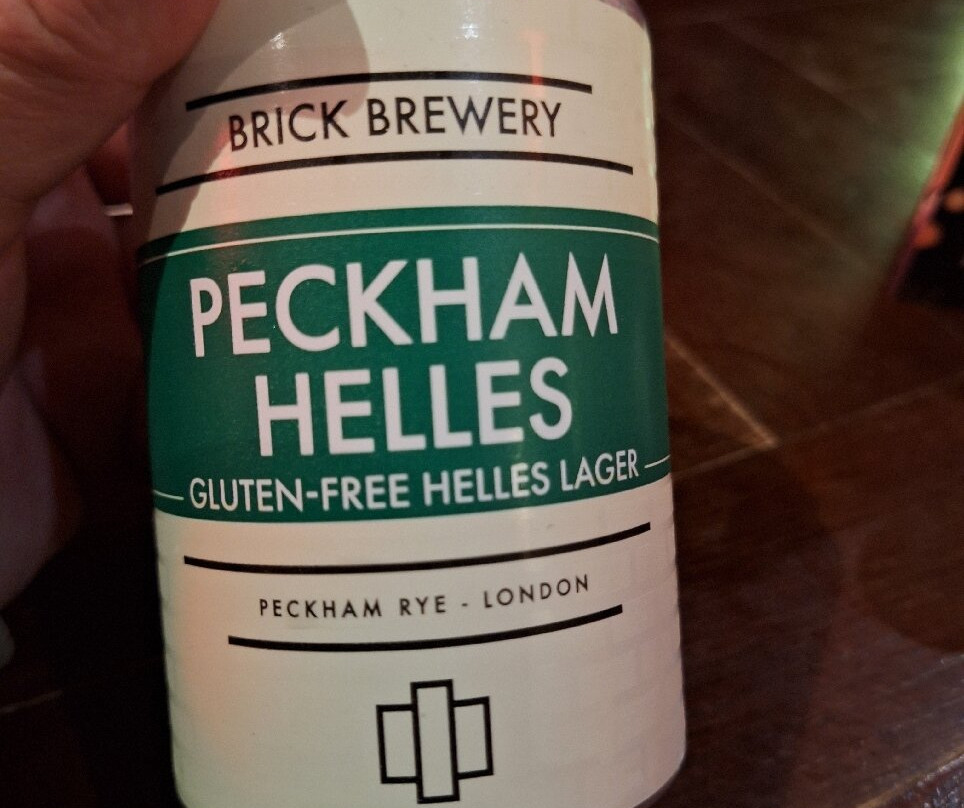 BRICK BREWERY
PECKHAM
HELLES
GLUTEN-FREE HELLES LAGER
PECKHAM RYE - LONDON